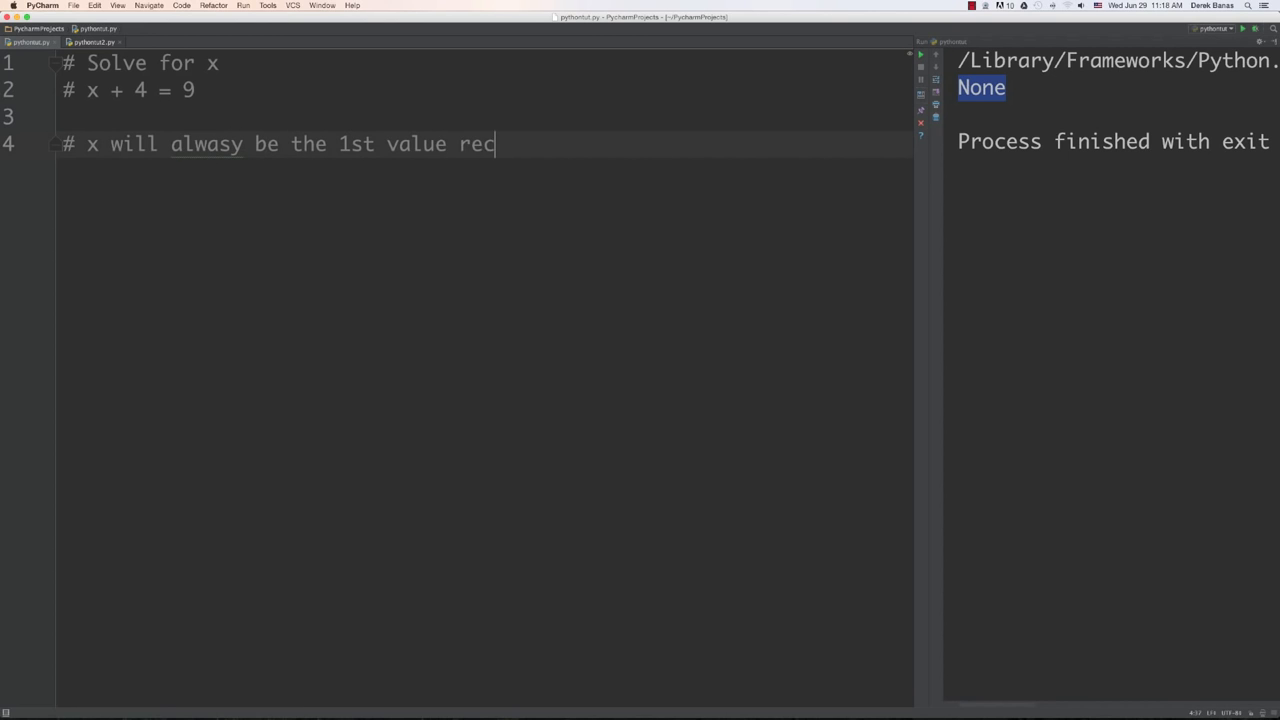 PyCharm File Edit View Navigate Code Refactor Run Tools VCS Window Help 10 Wed Jun 29 11:18 AM Derek Banas
pythontut.py - PycharmProjects - [~/PycharmProjects]
PycharmProjects pythontut.py pythontut
pythontut.py pythontut2.py Run pythontut
1 # Solve for x
2 # x + 4 = 9
3
4 # x will alwasy be the 1st value rec
/Library/Frameworks/Python.
None
Process finished with exit
4:37 LF÷ UTF-8÷